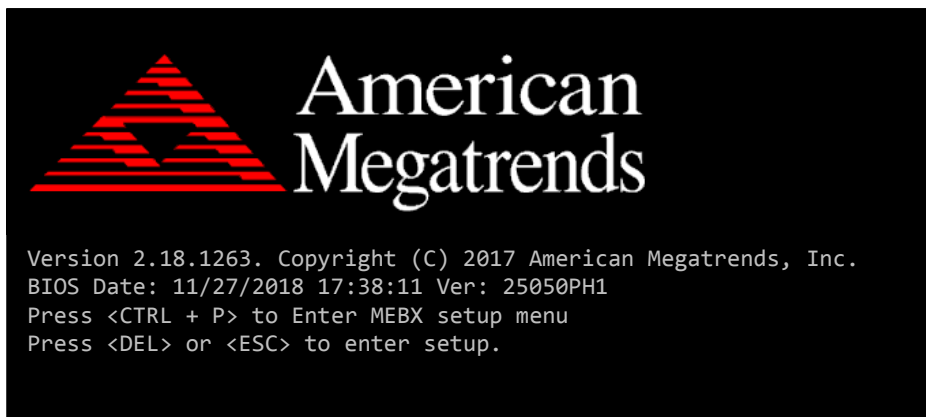 American
Megatrends
Version 2.18.1263. Copyright (C) 2017 American Megatrends, Inc.
BIOS Date: 11/27/2018 17:38:11 Ver: 25050PH1
Press <CTRL + P> to Enter MEBX setup menu
Press <DEL> or <ESC> to enter setup.